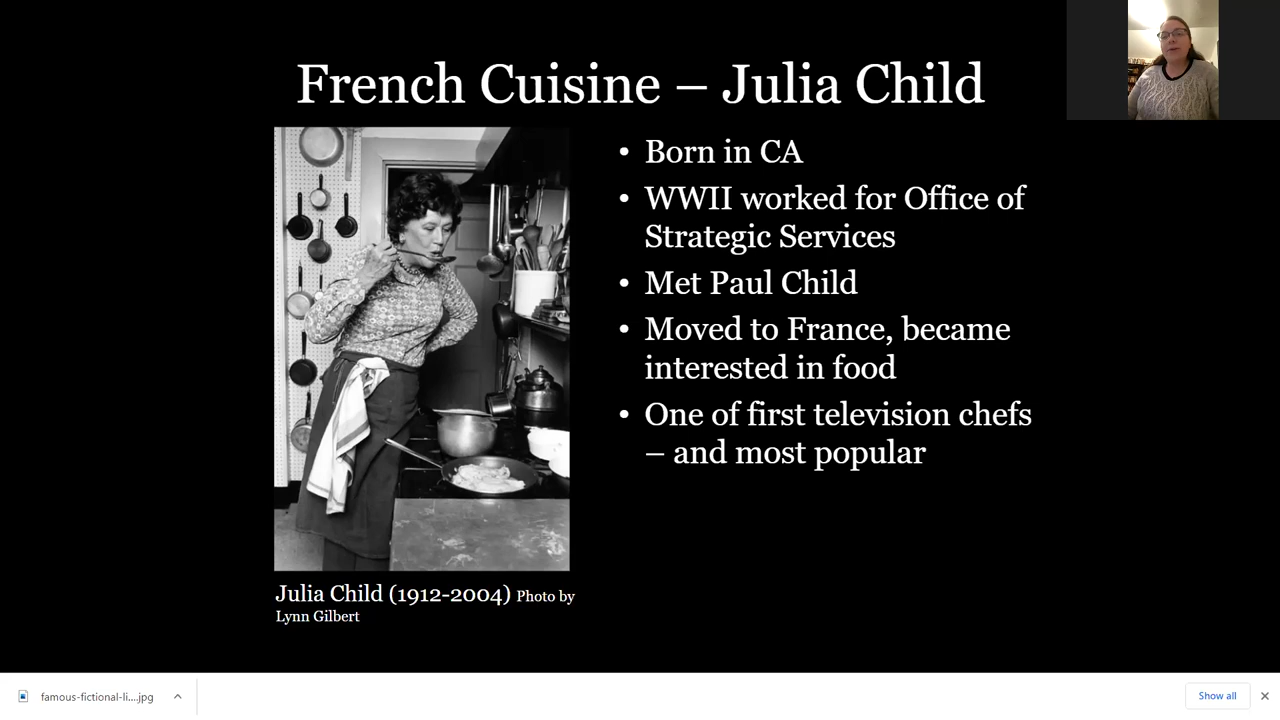 French Cuisine – Julia Child
• Born in CA
• WWII worked for Office of
Strategic Services
• Met Paul Child
• Moved to France, became
interested in food
• One of first television chefs
– and most popular
Julia Child (1912-2004) Photo by
Lynn Gilbert
famous-fictional-li....jpg
Show all